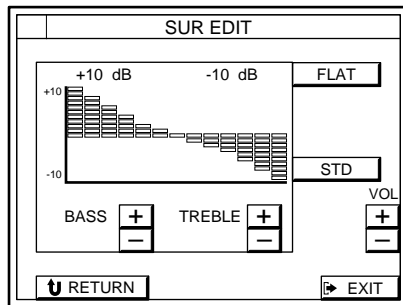 SUR EDIT
+10 dB -10 dB FLAT
+10
-10
STD
VOL
BASS + TREBLE + +
- - -
RETURN EXIT